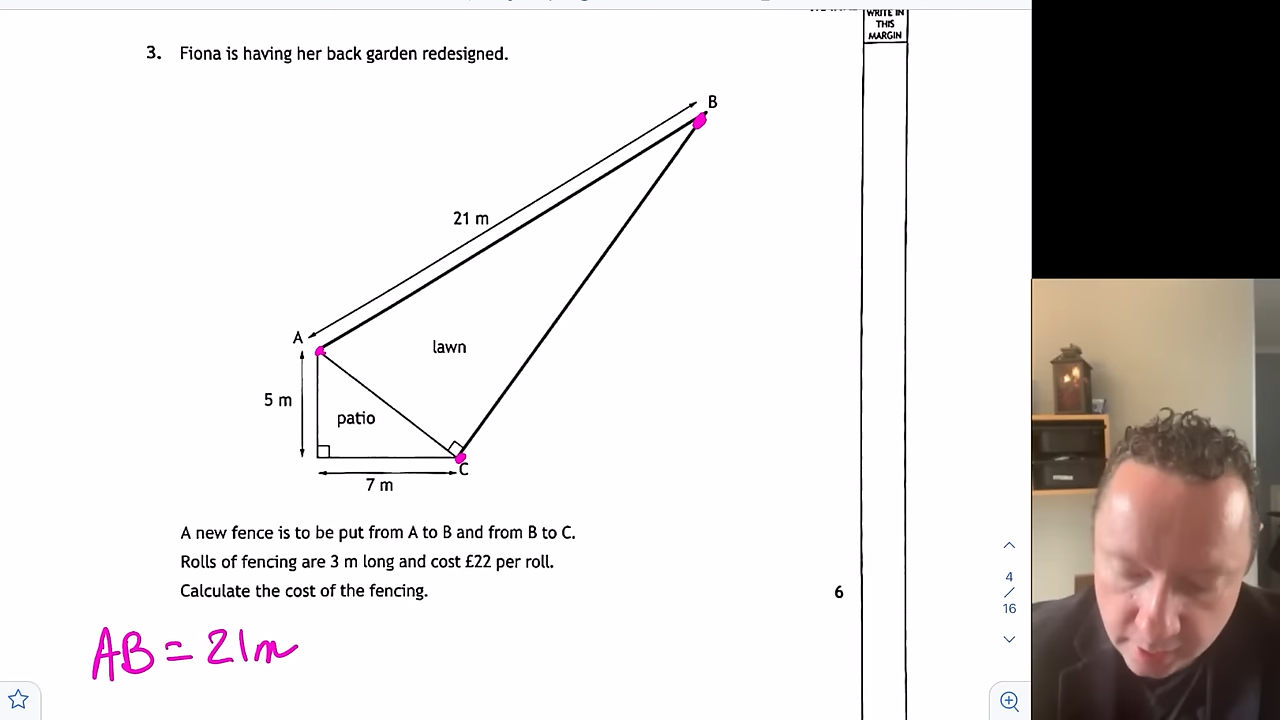 WRITE IN
THIS
MARGIN
3. Fiona is having her back garden redesigned.
B
21 m
A
lawn
5 m
patio
C
7 m
A new fence is to be put from A to B and from B to C.
Rolls of fencing are 3 m long and cost £22 per roll.
Calculate the cost of the fencing.
6
AB = 21m
4
/
16